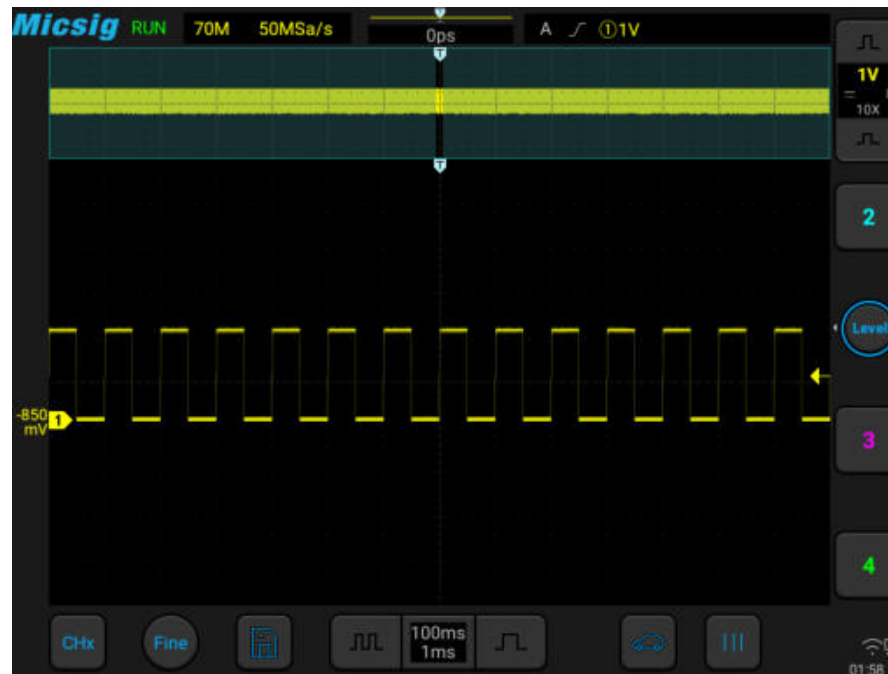 Micsig RUN 70M 50MSa/s 0ps A ①1V
T
1V
10X
T
2
Level
-850
mV
1
3
4
CHx Fine 100ms
1ms
01:58